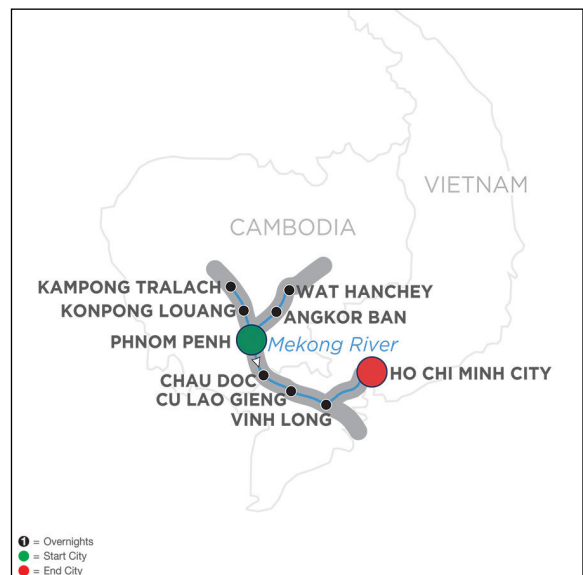 VIETNAM
CAMBODIA
KAMPONG TRALACH
WAT HANCHEY
KONPONG LOUANG
ANGKOR BAN
PHNOM PENH
Mekong River
CHAU DOC
HO CHI MINH CITY
CU LAO GIENG
VINH LONG
1 = Overnights
= Start City
= End City